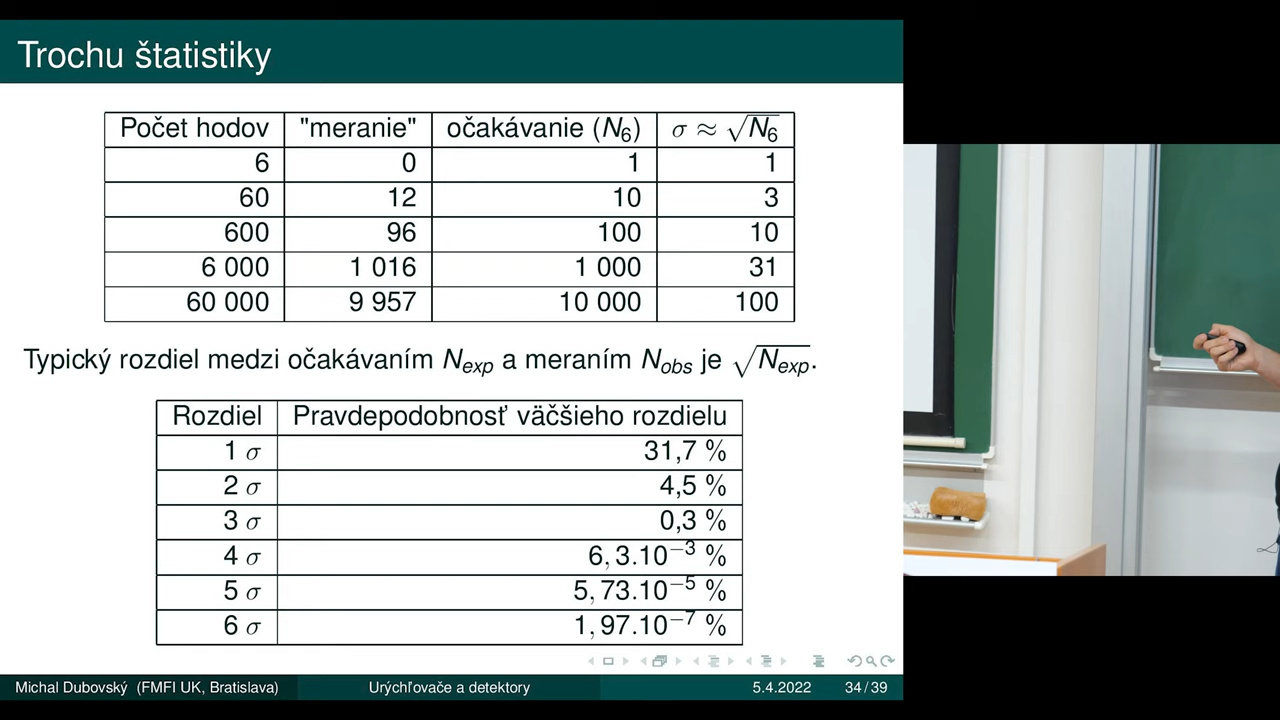 Trochu štatistiky
Počet hodov "meranie" očakávanie (N₆) σ ≈ √N₆
6 0 1 1
60 12 10 3
600 96 100 10
6 000 1 016 1 000 31
60 000 9 957 10 000 100
Typický rozdiel medzi očakávaním N_exp a meraním N_obs je √N_exp.
Rozdiel Pravdepodobnosť väčšieho rozdielu
1 σ 31,7 %
2 σ 4,5 %
3 σ 0,3 %
4 σ 6, 3.10⁻³ %
5 σ 5, 73.10⁻⁵ %
6 σ 1, 97.10⁻⁷ %
Michal Dubovský (FMFI UK, Bratislava) Urýchľovače a detektory 5.4.2022 34 / 39